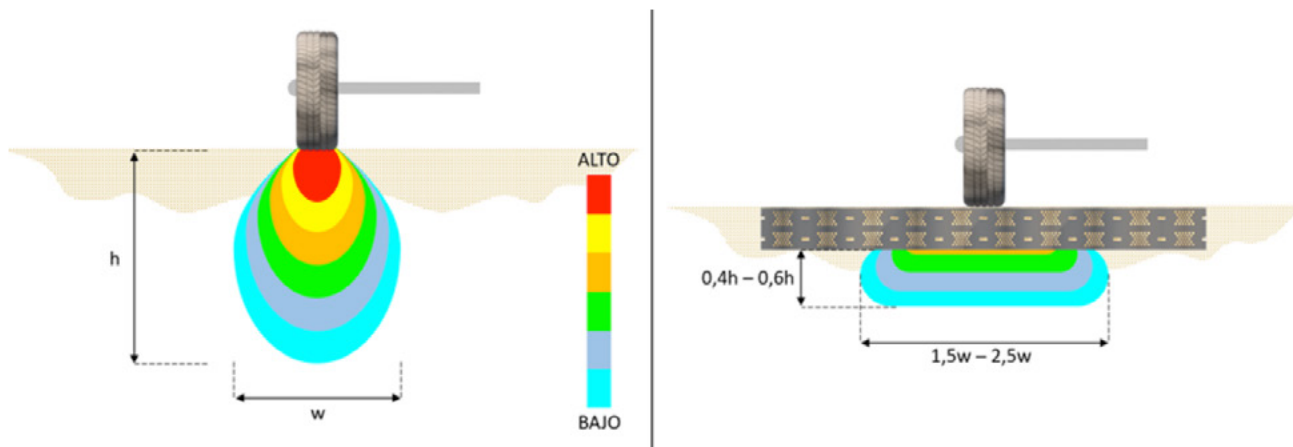 h
w
ALTO
BAJO
0,4h – 0,6h
1,5w – 2,5w